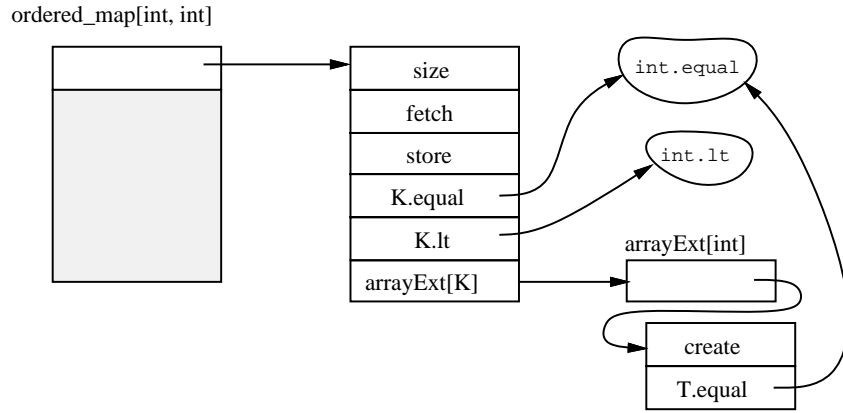 ordered_map[int, int]
size
fetch
store
K.equal
K.lt
arrayExt[K]
int.equal
int.lt
arrayExt[int]
create
T.equal